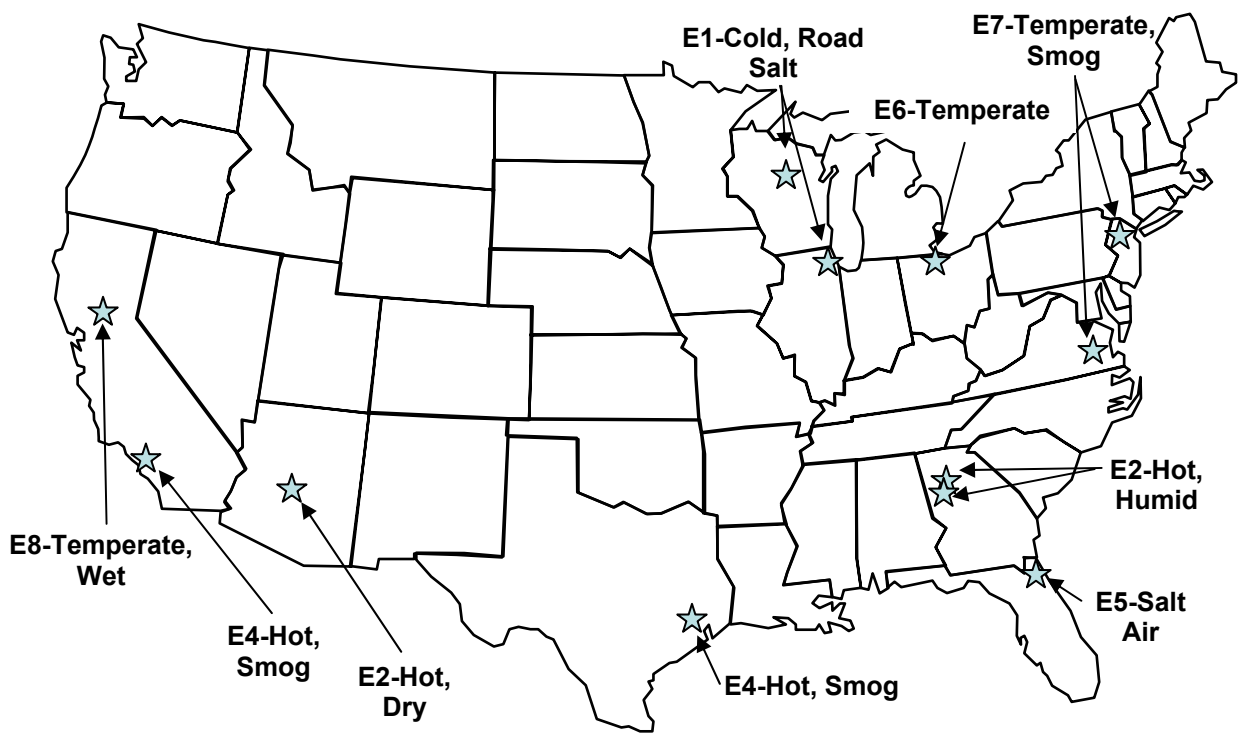 E1-Cold, Road
Salt
E7-Temperate,
Smog
E6-Temperate
E2-Hot,
Humid
E8-Temperate,
Wet
E4-Hot,
Smog
E2-Hot,
Dry
E4-Hot, Smog
E5-Salt
Air